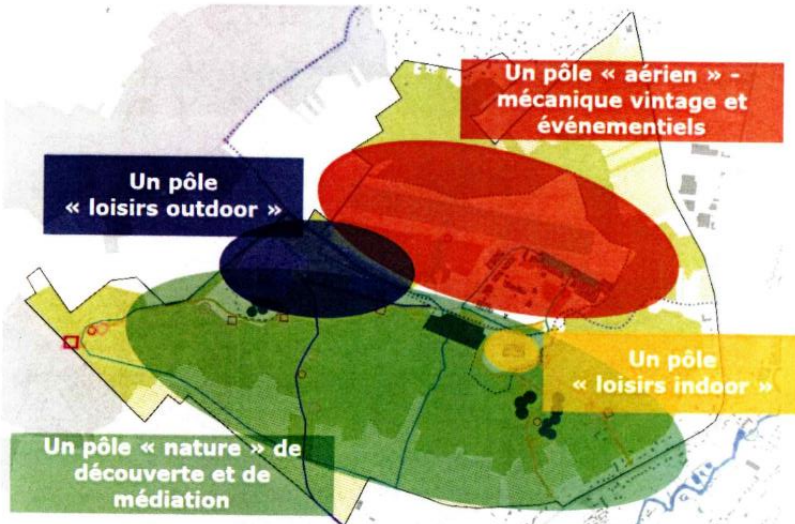 Un pôle « aérien » -
mécanique vintage et
événementiels
Un pôle
« loisirs outdoor »
Un pôle
« loisirs indoor »
Un pôle « nature » de
découverte et de
médiation